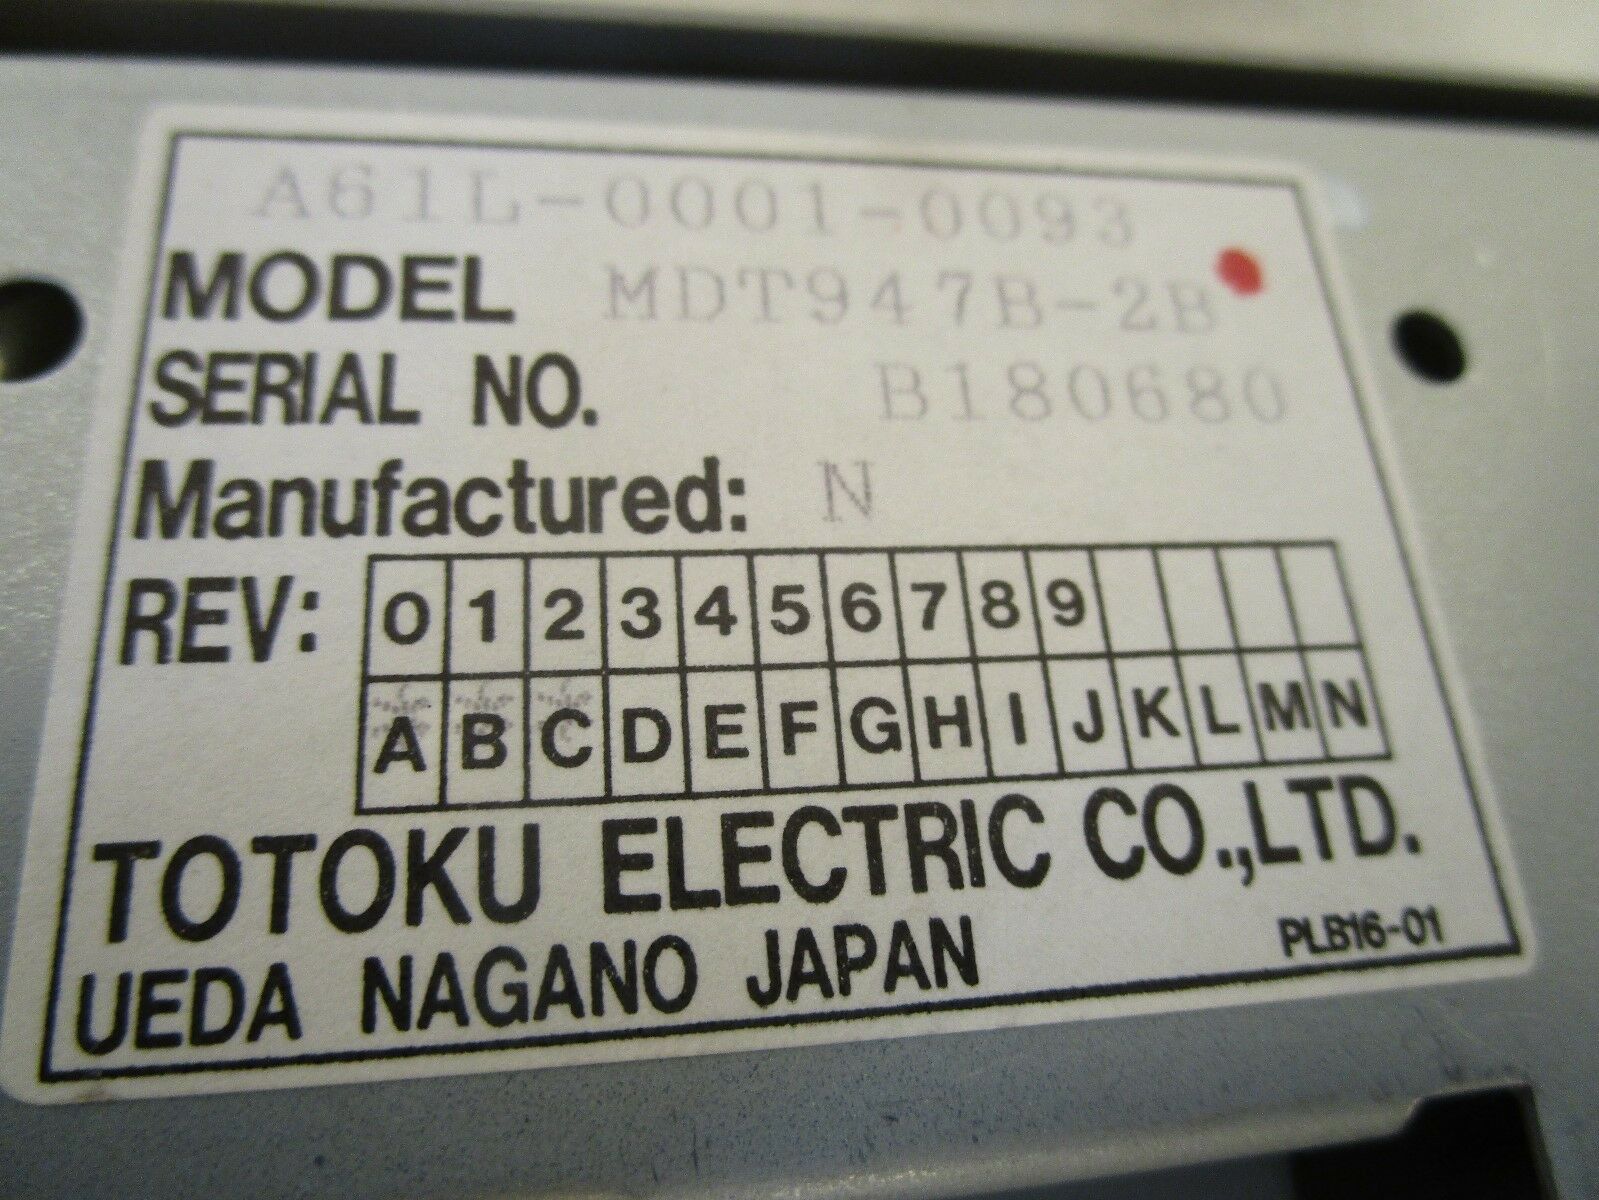 A61L-0001-0093
MODEL MDT947B-2B
SERIAL NO. B180680
Manufactured: N
REV: 0 1 2 3 4 5 6 7 8 9
A B C D E F G H I J K L M N
TOTOKU ELECTRIC CO.,LTD.
UEDA NAGANO JAPAN PLB16-01